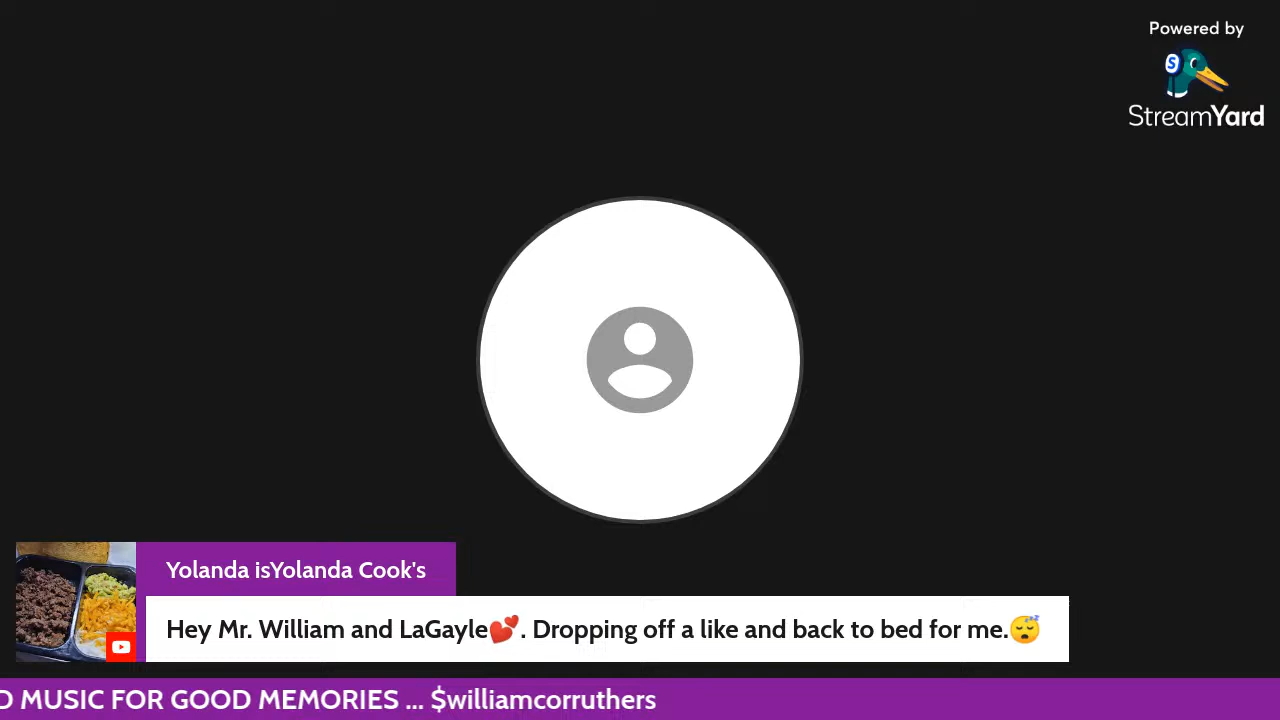 Powered by
S
StreamYard
Yolanda isYolanda Cook's
Hey Mr. William and LaGayle💕. Dropping off a like and back to bed for me.😴
D MUSIC FOR GOOD MEMORIES ... $williamcorruthers